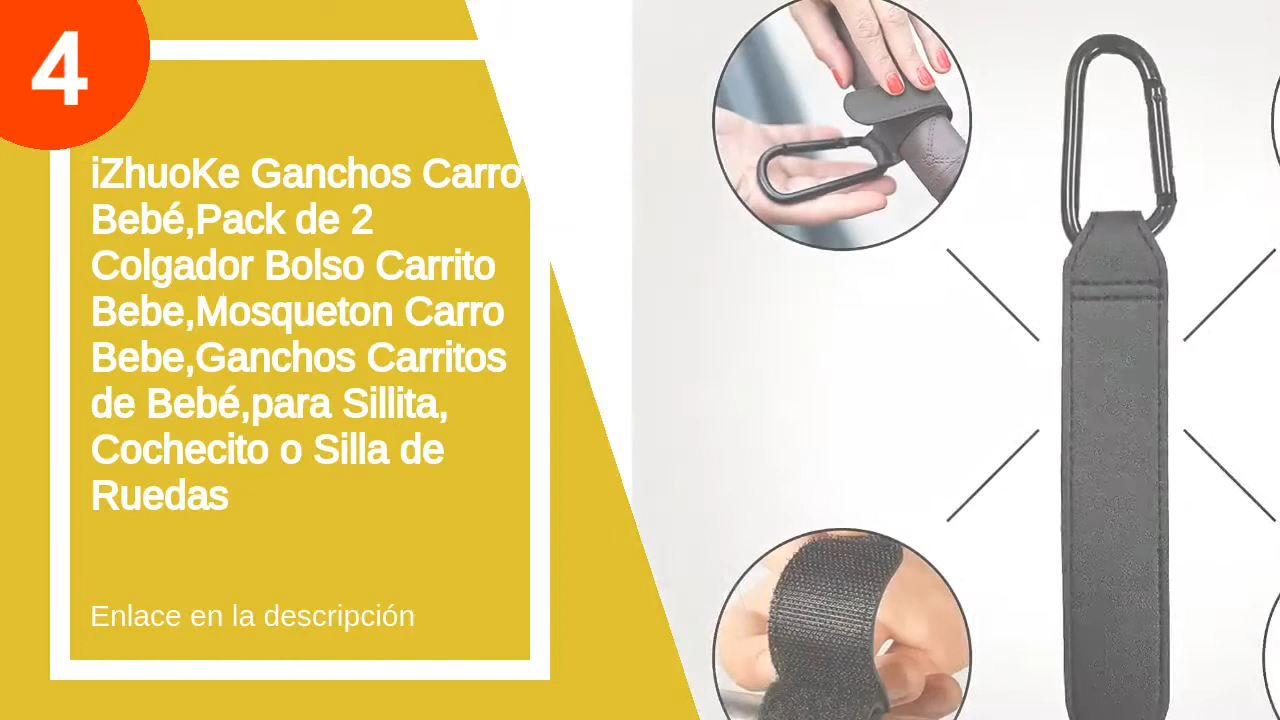 4
iZhuoKe Ganchos Carro
Bebé,Pack de 2
Colgador Bolso Carrito
Bebe,Mosqueton Carro
Bebe,Ganchos Carritos
de Bebé,para Sillita,
Cochecito o Silla de
Ruedas
Enlace en la descripción